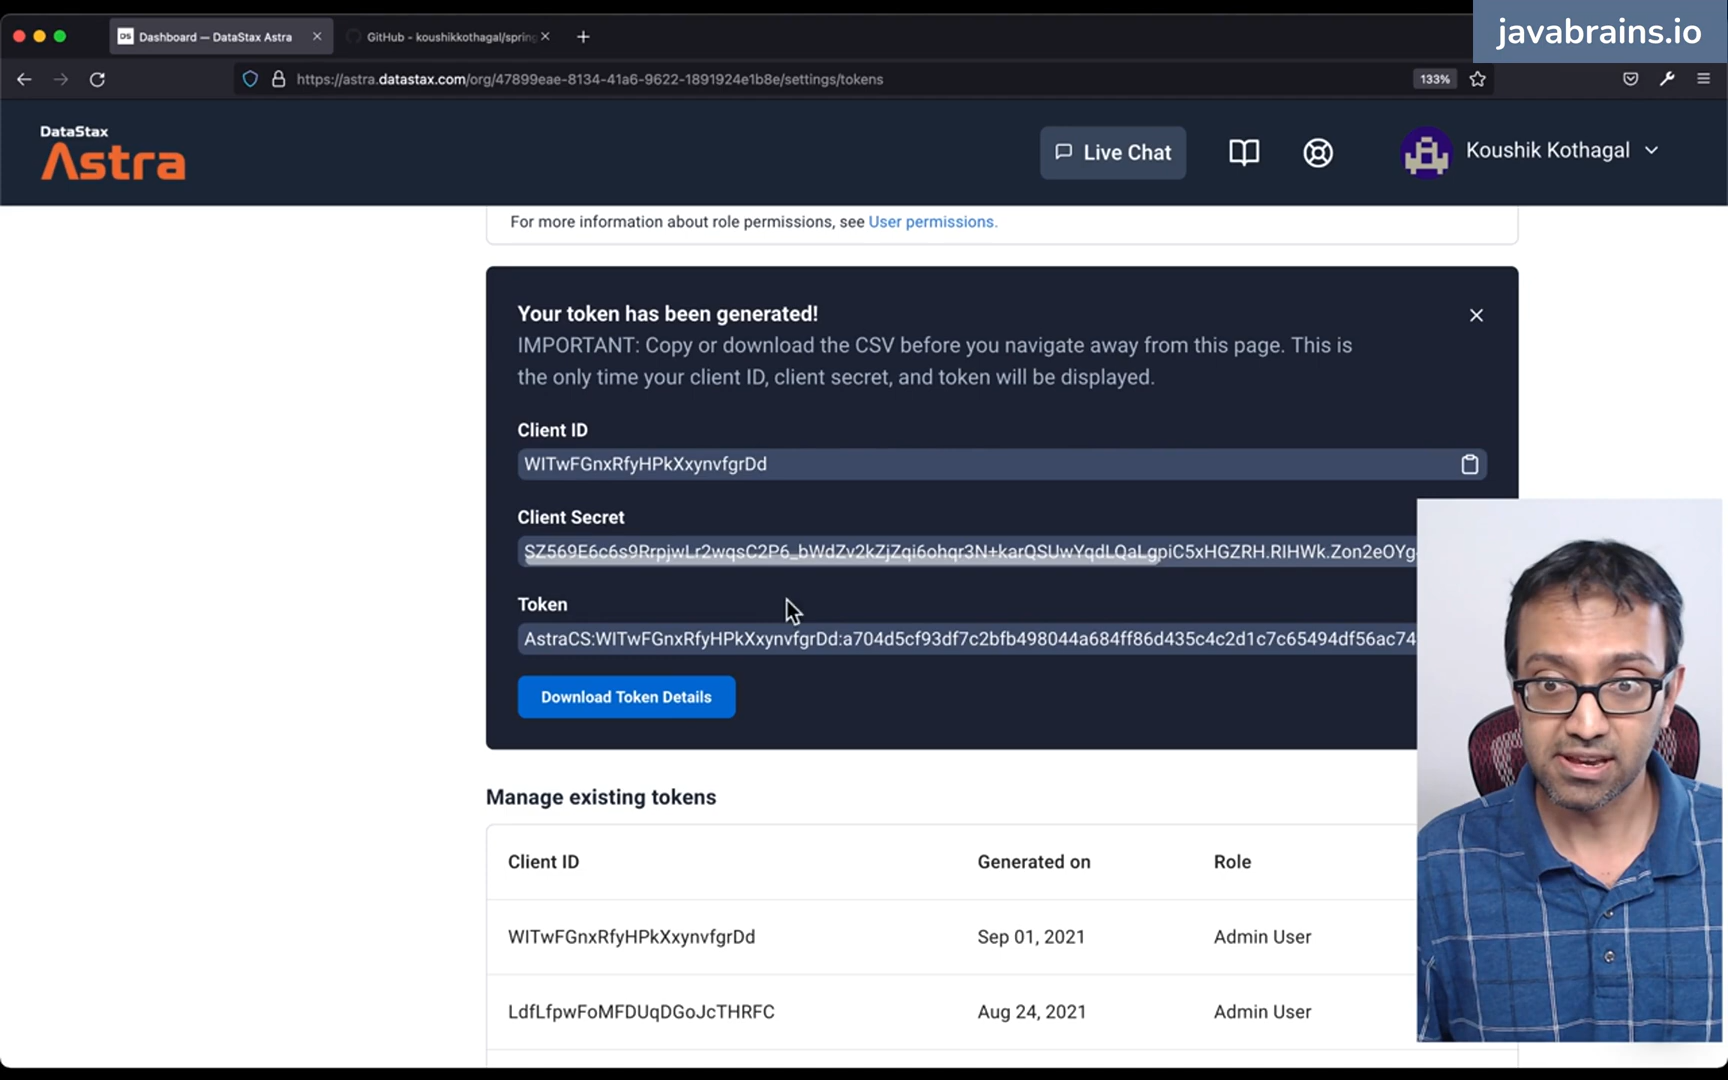 javabrains.io
DS Dashboard — DataStax Astra
GitHub - koushikkothagal/spring
https://astra.datastax.com/org/47899eae-8134-41a6-9622-1891924e1b8e/settings/tokens
133%
DataStax
Astra
Live Chat
Koushik Kothagal
For more information about role permissions, see User permissions.
Your token has been generated!
IMPORTANT: Copy or download the CSV before you navigate away from this page. This is
the only time your client ID, client secret, and token will be displayed.
Client ID
WITwFGnxRfyHPkXxynvfgrDd
Client Secret
SZ569E6c6s9RrpjwLr2wqsC2P6_bWdZv2kZjZqi6ohqr3N+karQSUwYqdLQaLgpiC5xHGZRH.RIHWk.Zon2eOYg
Token
AstraCS:WITwFGnxRfyHPkXxynvfgrDd:a704d5cf93df7c2bfb498044a684ff86d435c4c2d1c7c65494df56ac74
Download Token Details
Manage existing tokens
Client ID Generated on Role
WITwFGnxRfyHPkXxynvfgrDd Sep 01, 2021 Admin User
LdfLfpwFoMFDUqDGoJcTHRFC Aug 24, 2021 Admin User